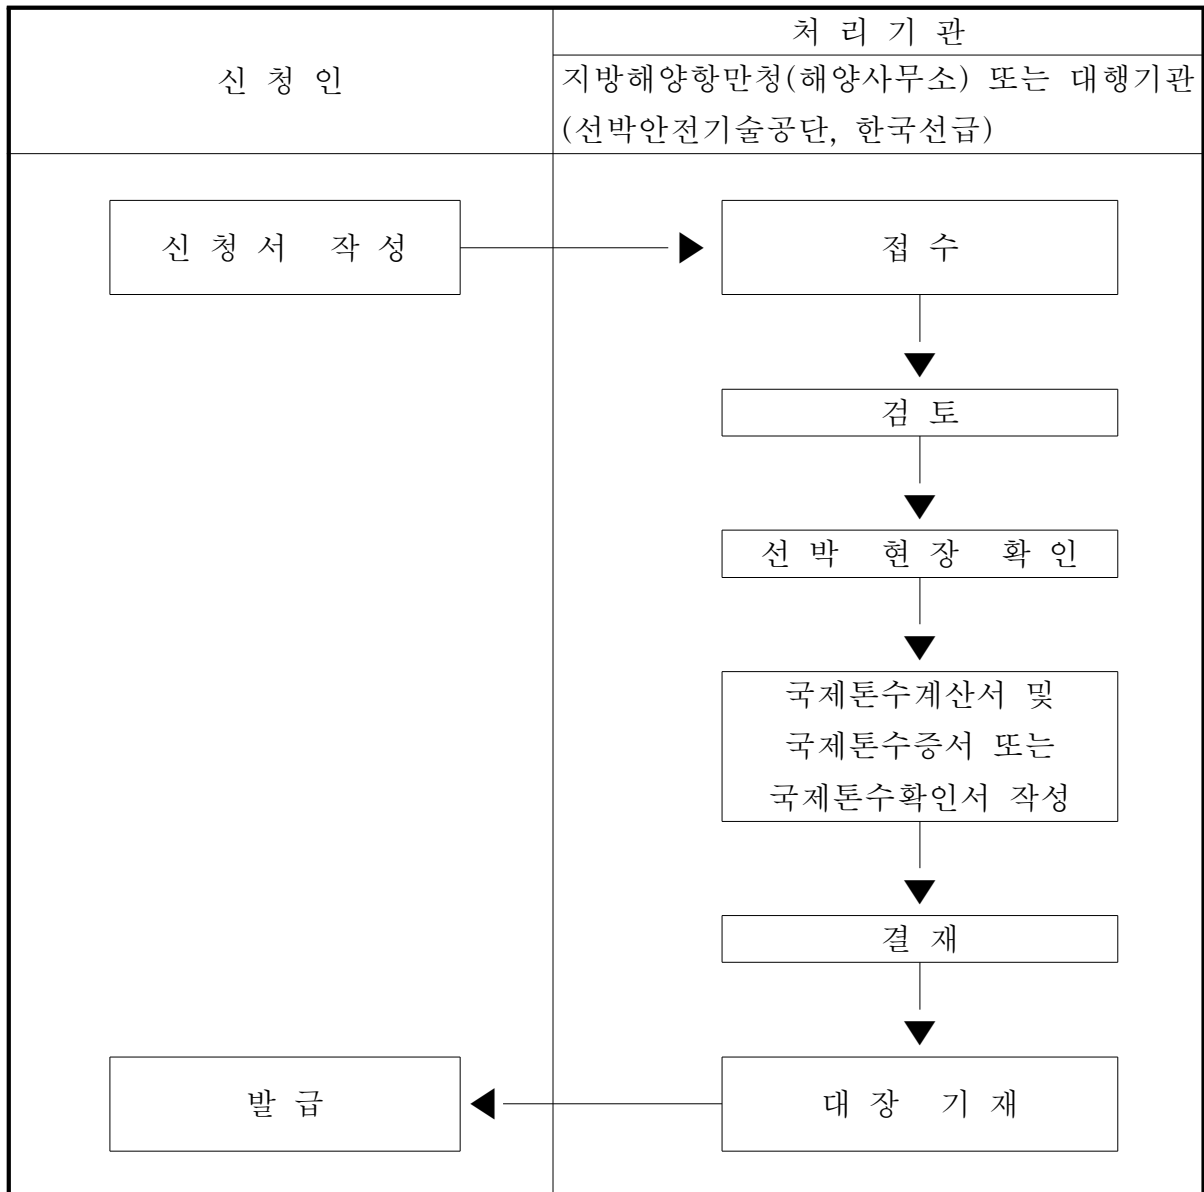 신 청 인
처 리 기 관
지방해양항만청(해양사무소) 또는 대행기관
(선박안전기술공단, 한국선급)
신 청 서 작 성
접 수
검 토
선 박 현 장 확 인
국제톤수계산서 및
국제톤수증서 또는
국제톤수확인서 작성
결 재
발 급
대 장 기 재